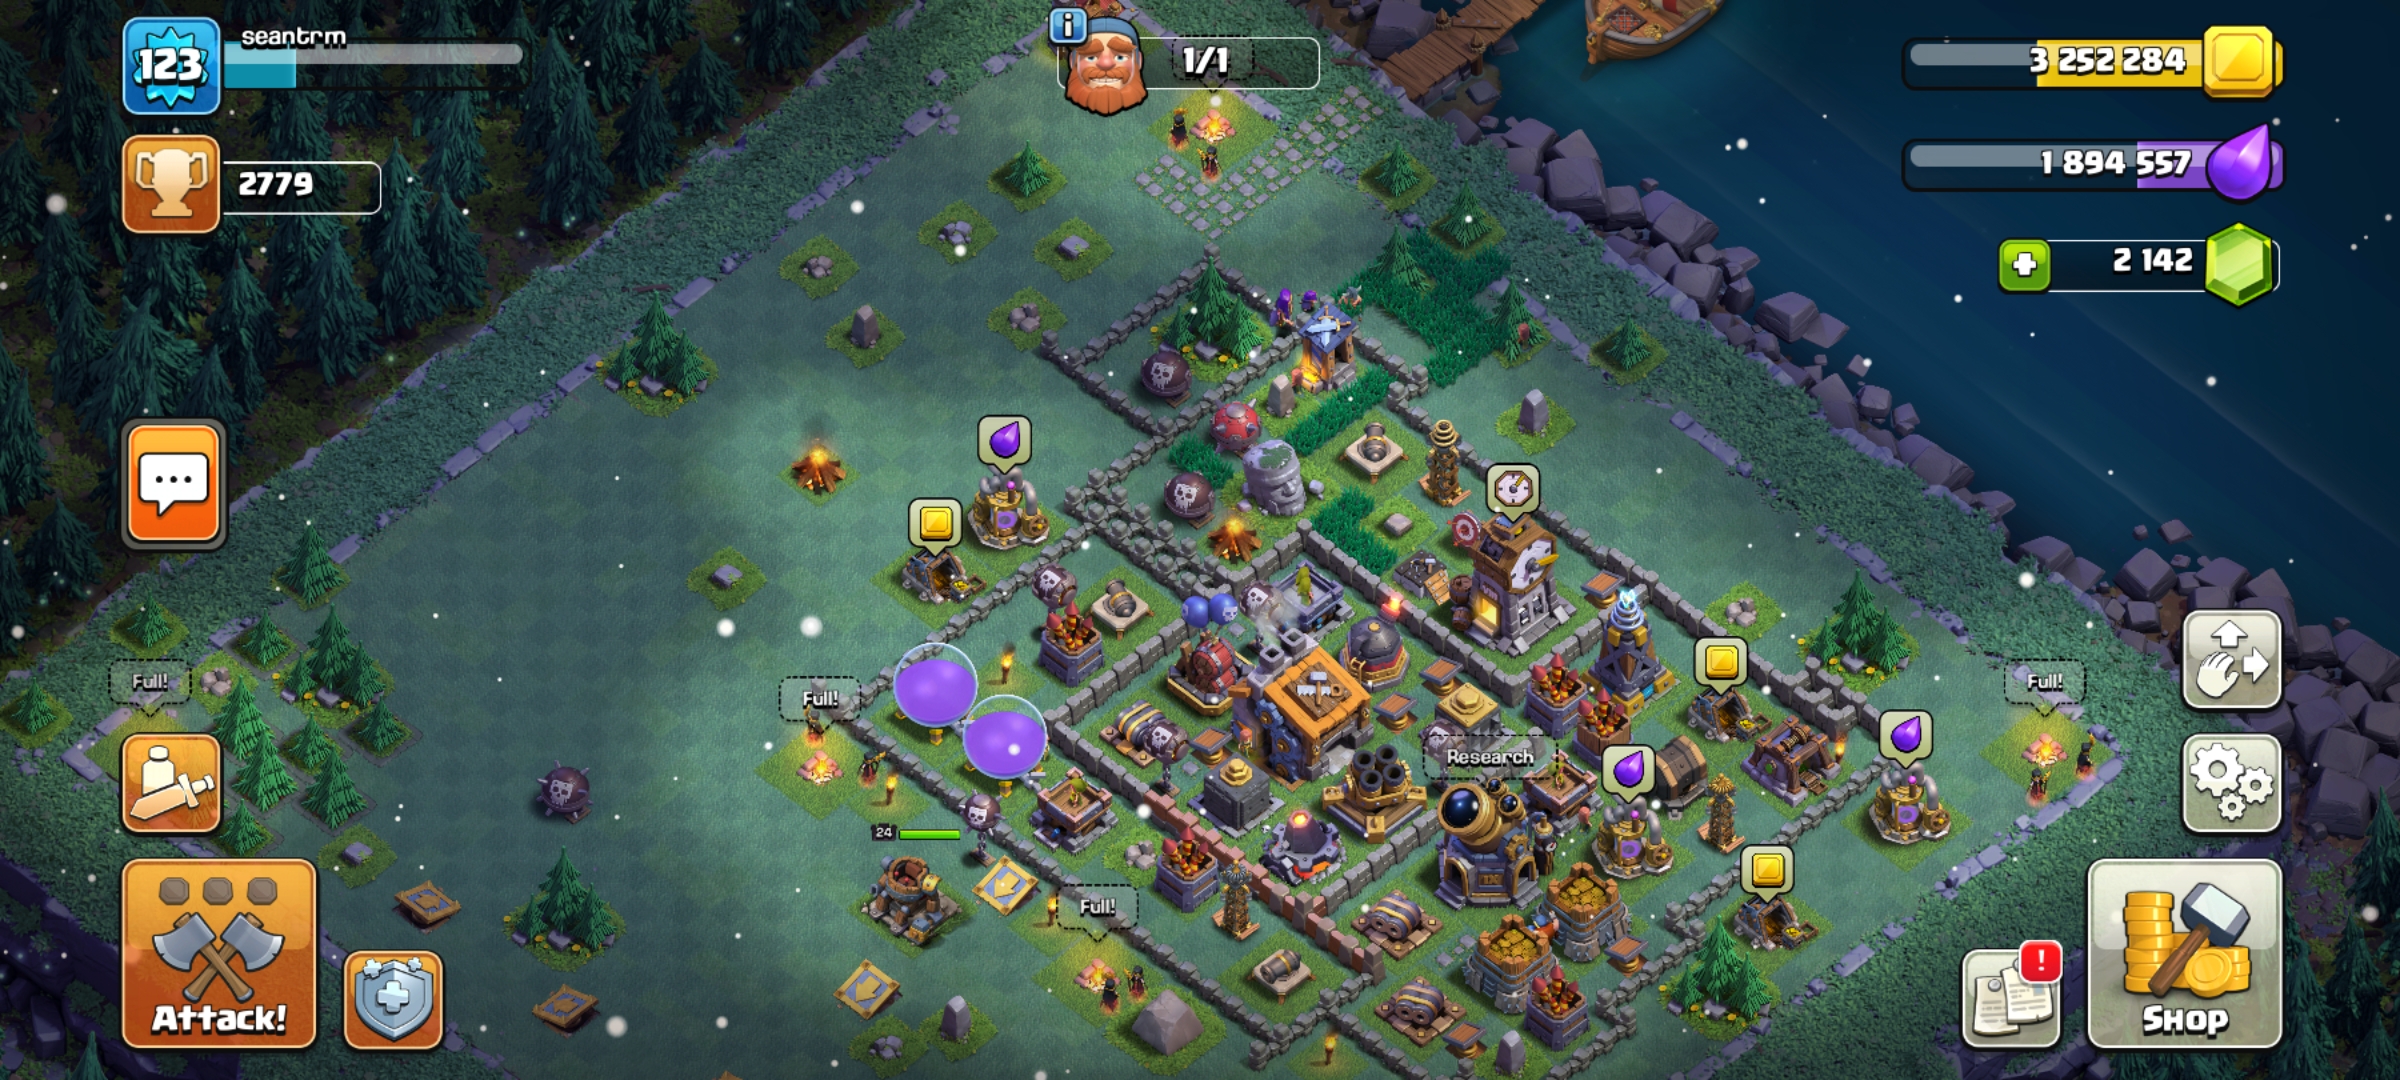 seantrm
123
i
1/1
3 252 284
2779
1 894 557
2 142
Full!
Full!
Full!
Research
24
Full!
IX
!
Attack!
Shop